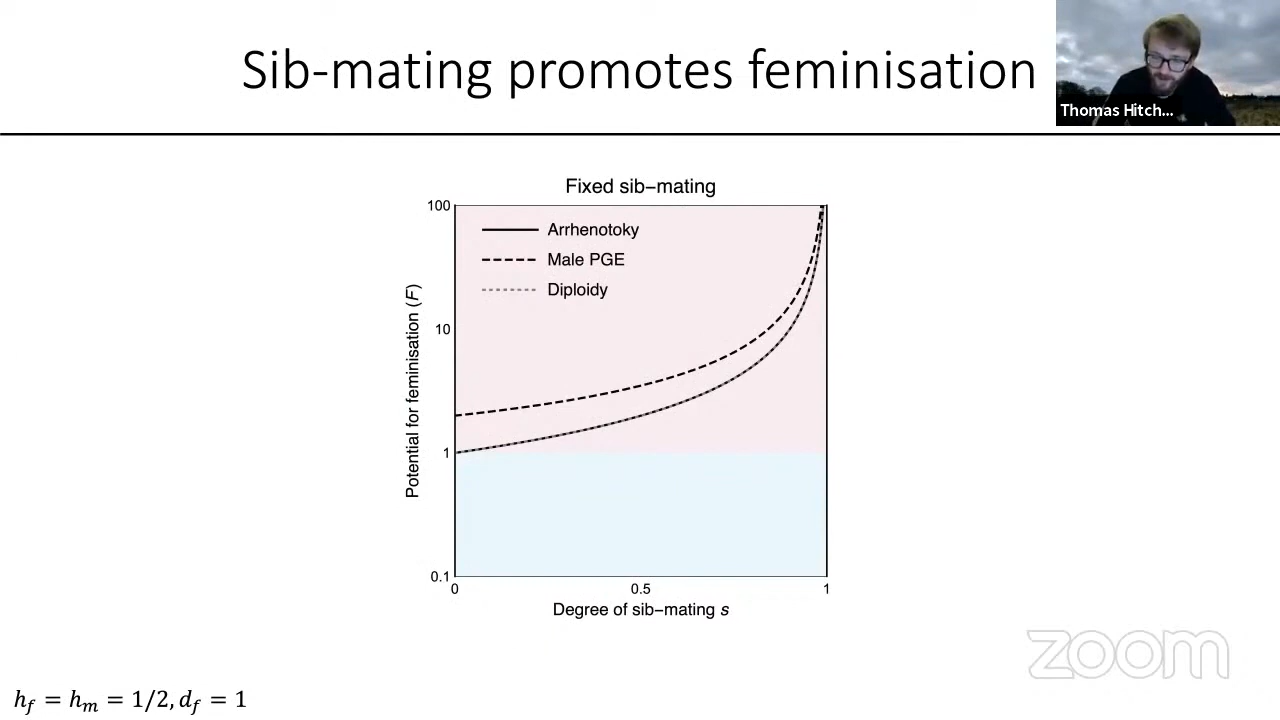 Sib-mating promotes feminisation
Thomas Hitch...
Fixed sib−mating
100
10
1
0.1
Potential for feminisation (F)
Arrhenotoky
Male PGE
Diploidy
0 0.5 1
Degree of sib−mating s
zoom
h_f = h_m = 1/2, d_f = 1